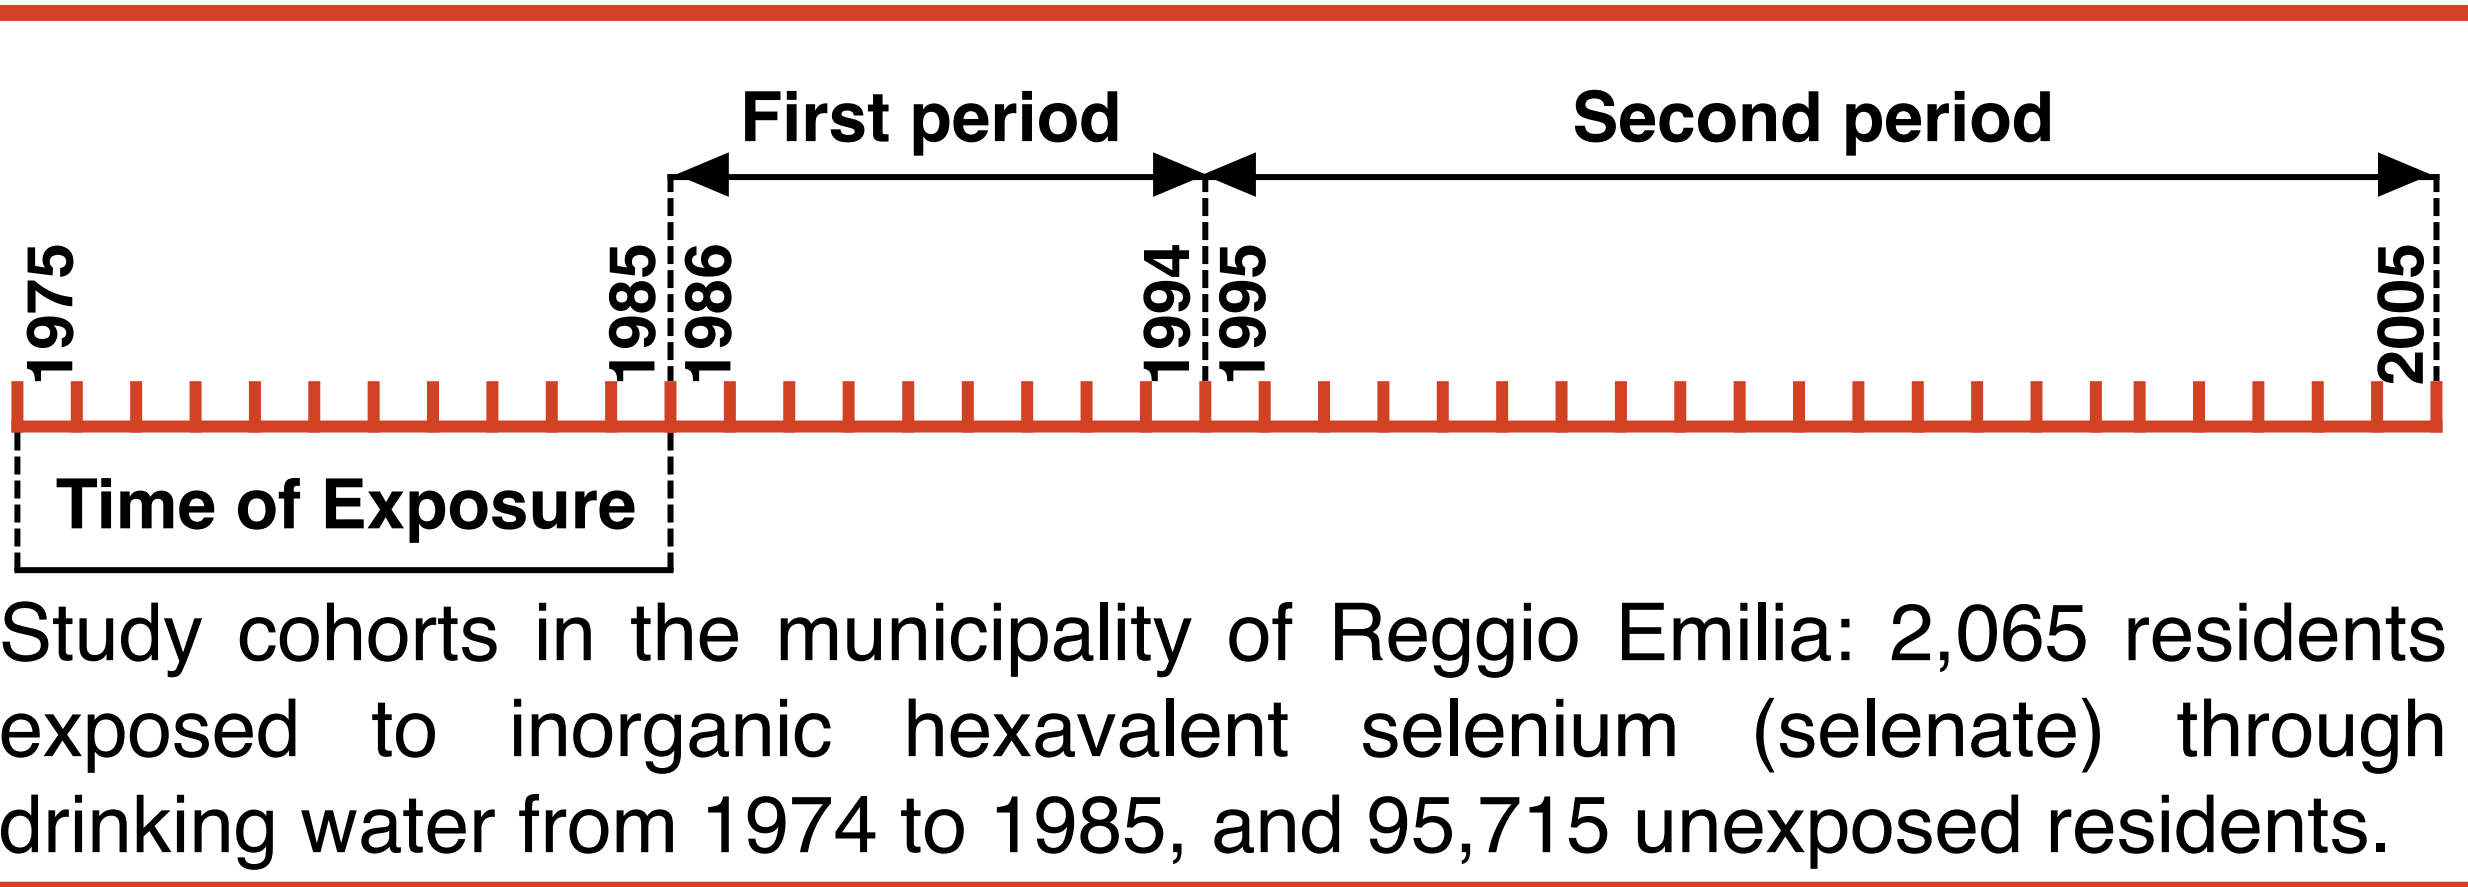 First period Second period
1975 1985 1986 1994 1995 2005
Time of Exposure
Study cohorts in the municipality of Reggio Emilia: 2,065 residents
exposed to inorganic hexavalent selenium (selenate) through
drinking water from 1974 to 1985, and 95,715 unexposed residents.